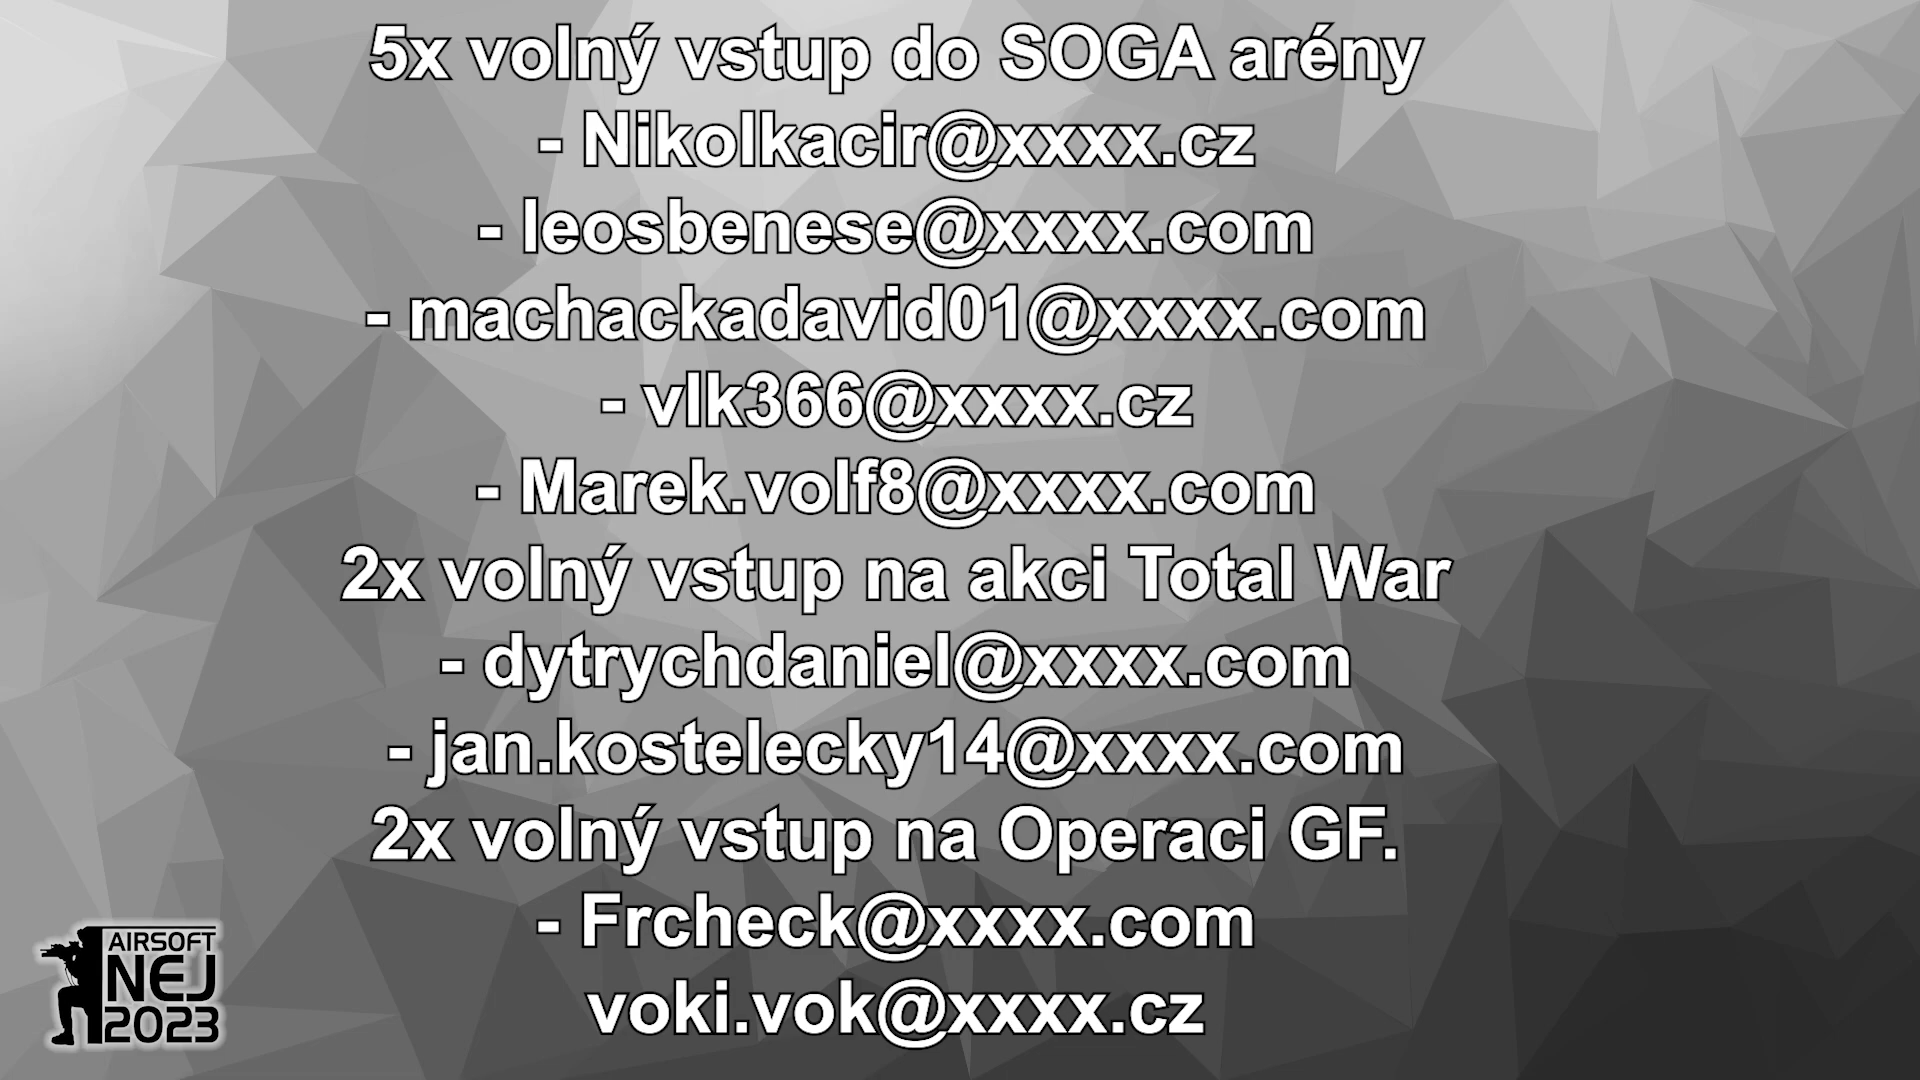 5x volný vstup do SOGA arény
- Nikolkacir@xxxx.cz
- leosbenese@xxxx.com
- machackadavid01@xxxx.com
- vlk366@xxxx.cz
- Marek.volf8@xxxx.com
2x volný vstup na akci Total War
- dytrychdaniel@xxxx.com
- jan.kostelecky14@xxxx.com
2x volný vstup na Operaci GF.
- Frcheck@xxxx.com
voki.vok@xxxx.cz
AIRSOFT
NEJ
2023